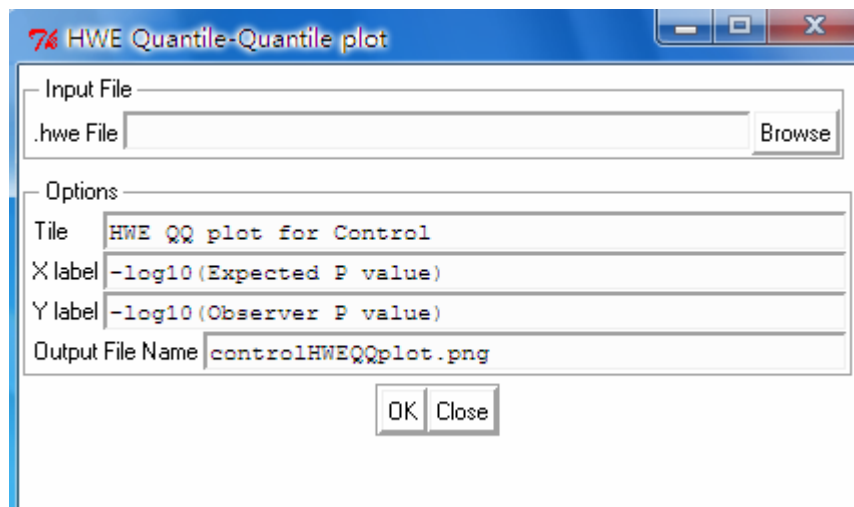 HWE Quantile-Quantile plot
Input File
.hwe File Browse
Options
Tile HWE QQ plot for Control
X label -log10(Expected P value)
Y label -log10(Observer P value)
Output File Name controlHWEQQplot.png
OK Close